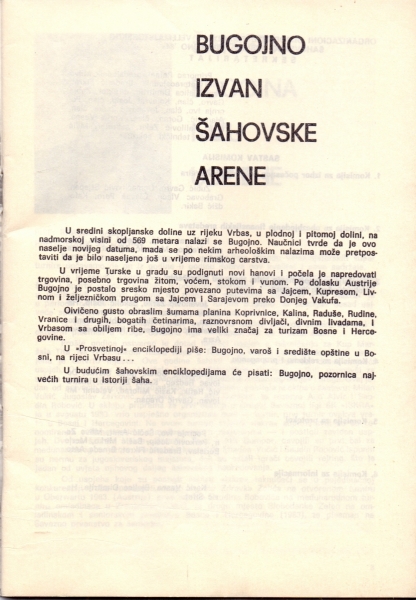 BUGOJNO
IZVAN
ŠAHOVSKE
ARENE
U sredini skopljanske doline uz rijeku Vrbas, u plodnoj i pitomoj dolini, na
nadmorskoj visini od 569 metara nalazi se Bugojno. Naučnici tvrde da je ovo
naselje novijeg datuma, mada se po nekim arheološkim nalazima može pretpos-
taviti da je bilo naseljeno još u vrijeme rimskog carstva.
U vrijeme Turske u gradu su podignuti novi hanovi i počela je napredovati
trgovina, posebno trgovina žitom, voćem, stokom i vunom. Po dolasku Austrije
Bugojno je postalo sresko mjesto povezano putevima sa Jajcem, Kupresom, Liv-
nom i željezničkom prugom sa Jajcem i Sarajevom preko Donjeg Vakufa.
Oivičeno gusto obraslim šumama planina Koprivnice, Kalina, Raduše, Rudine,
Vranice i drugih, bogatih četinarima, raznovrsnom divljači, divnim livadama, i
Vrbasom sa obiljem ribe, Bugojno ima veliki značaj za turizam Bosne i Herce-
govine.
U »Prosvetinoj« enciklopediji piše: Bugojno, varoš i središte opštine u Bo-
sni, na rijeci Vrbasu . . .
U budućim šahovskim enciklopedijama će pisati: Bugojno, pozornica naj-
većih turnira u istoriji šaha.